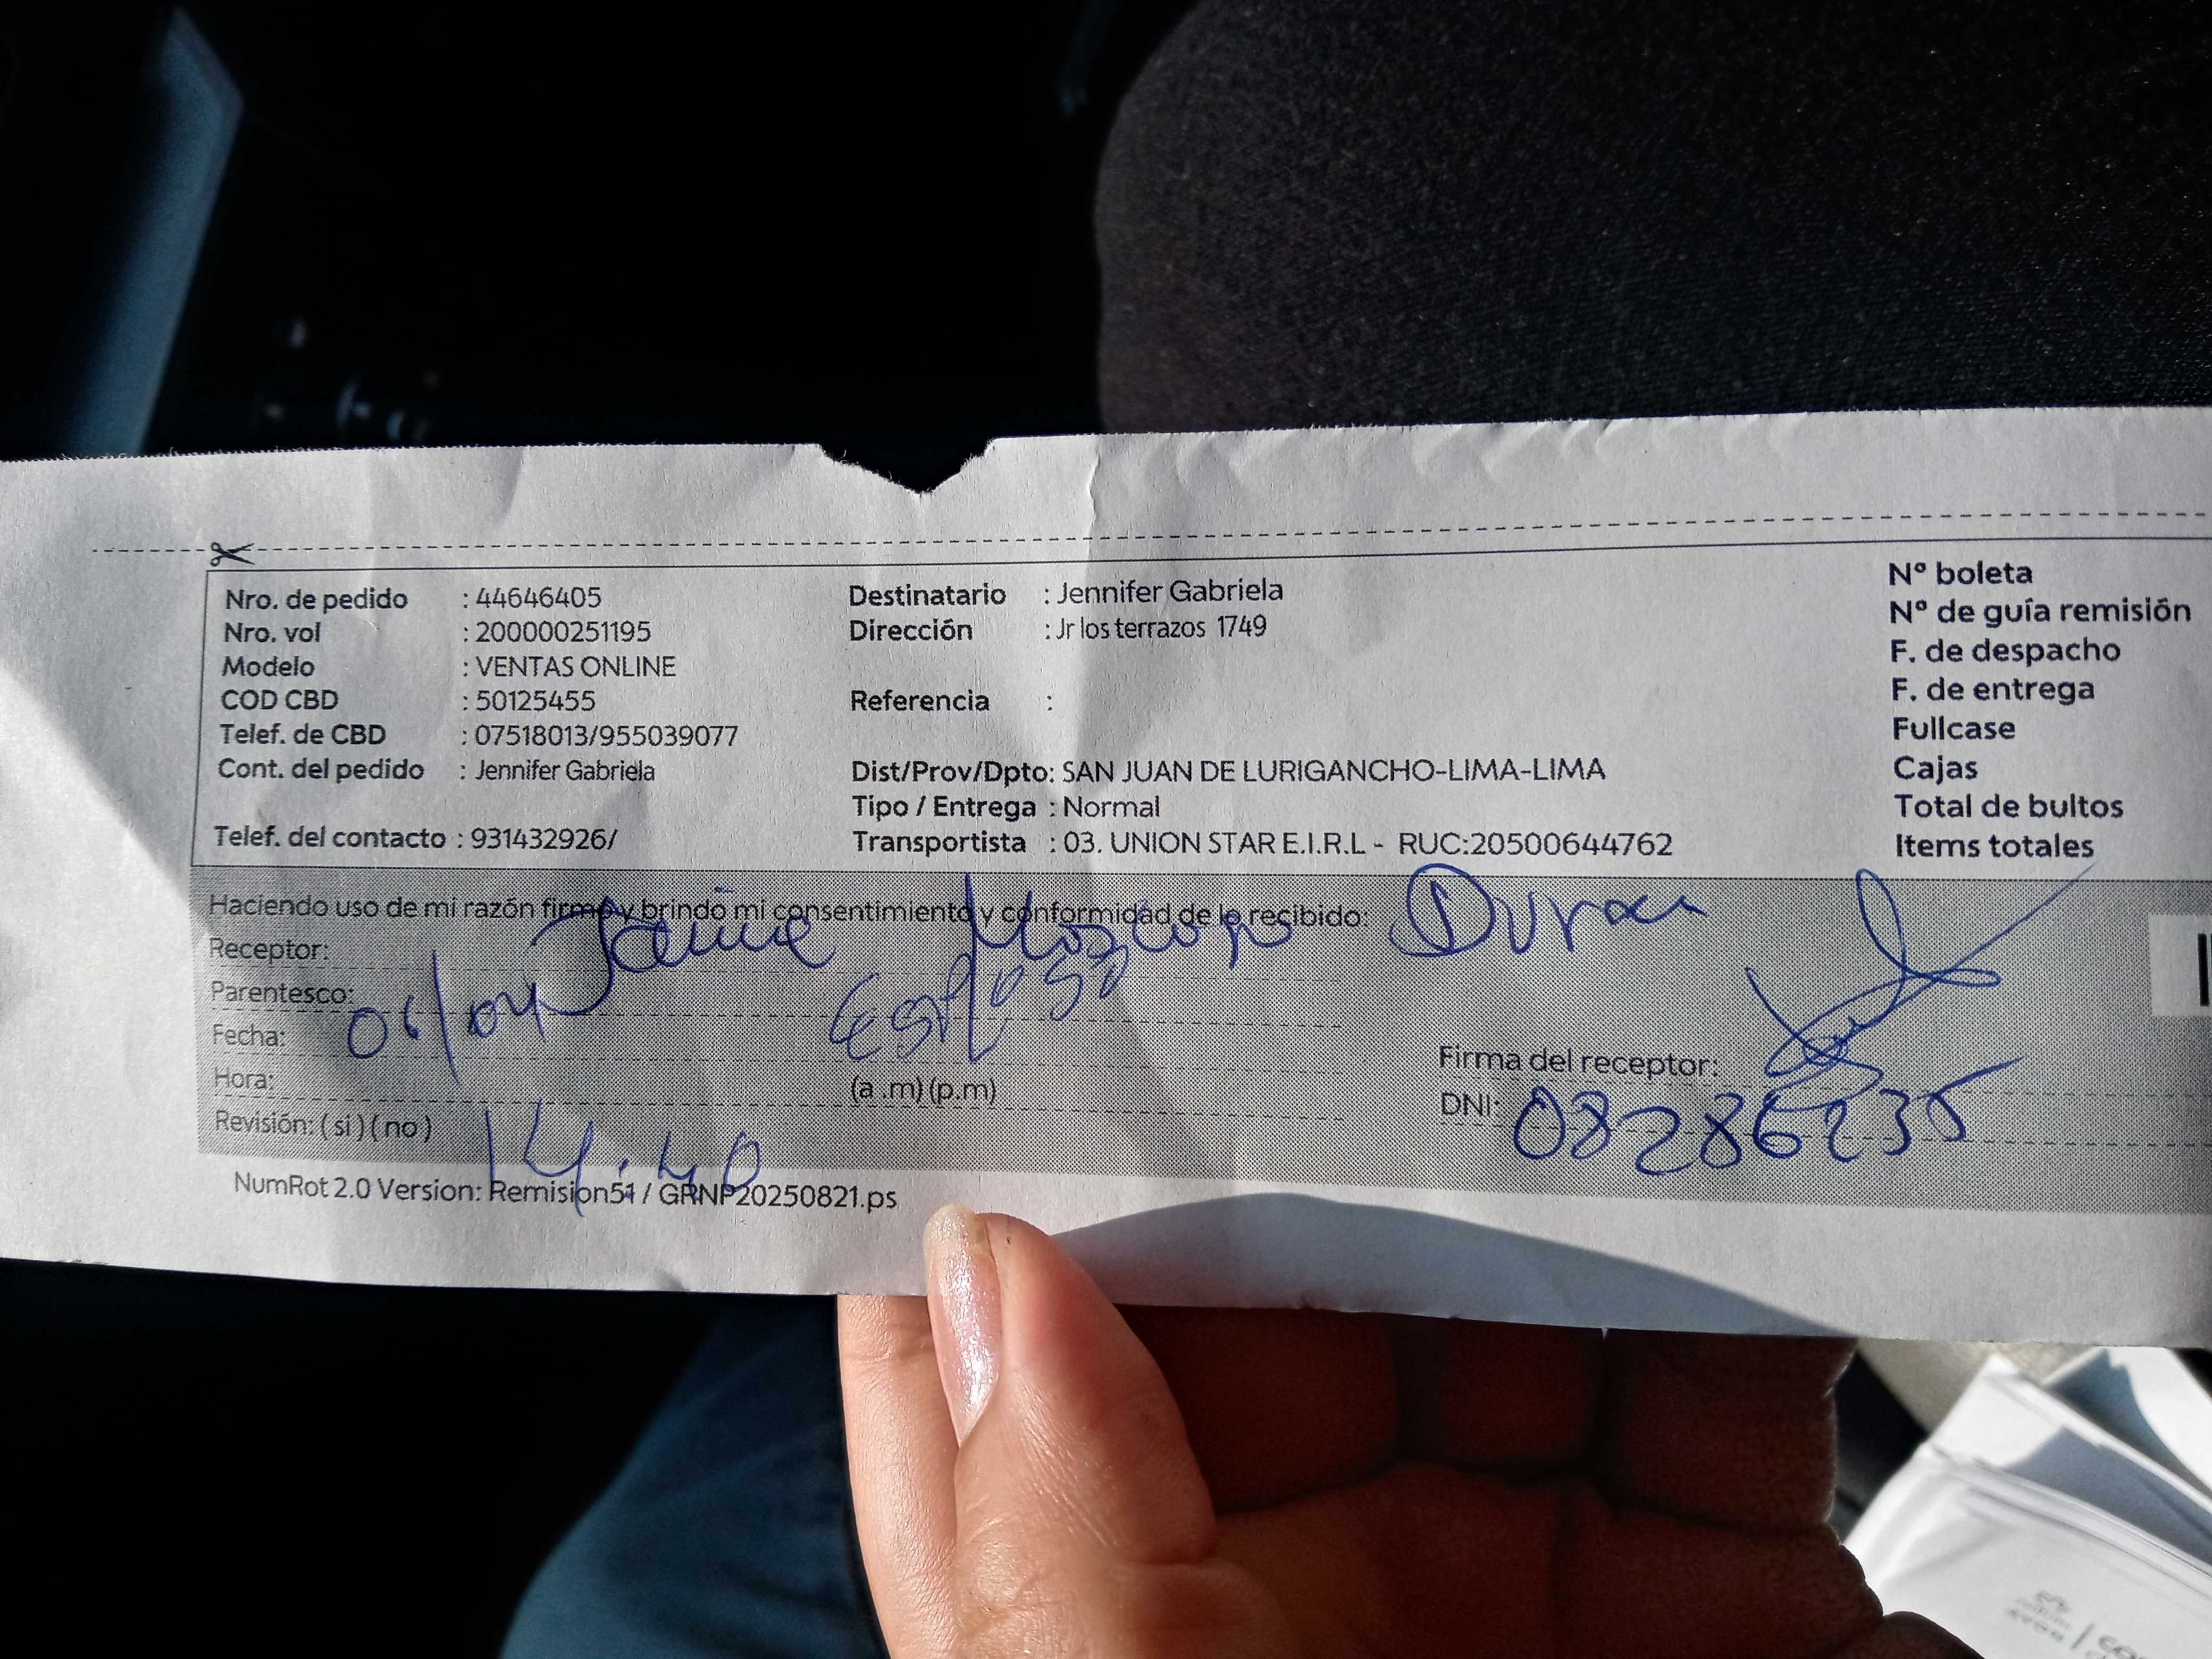 Nro. de pedido : 44646405
Nro. vol : 200000251195
Modelo : VENTAS ONLINE
COD CBD : 50125455
Telef. de CBD : 07518013/955039077
Cont. del pedido : Jennifer Gabriela
Telef. del contacto : 931432926/
Destinatario : Jennifer Gabriela
Dirección : Jr los terrazos 1749
Referencia :
Dist/Prov/Dpto: SAN JUAN DE LURIGANCHO-LIMA-LIMA
Tipo / Entrega : Normal
Transportista : 03. UNION STAR E.I.R.L - RUC:20500644762
N° boleta
N° de guía remisión
F. de despacho
F. de entrega
Fullcase
Cajas
Total de bultos
Items totales
Haciendo uso de mi razón firmo y brindo mi consentimiento y conformidad de lo recibido:
Receptor: Jaime Moscoso Duran
Parentesco: Esposo
Fecha: 06/04
Hora: 14:40 (a .m) (p.m)
Revisión: ( si ) ( no )
Firma del receptor:
DNI: 08286235
NumRot 2.0 Version: Remision51 / GRNP20250821.ps